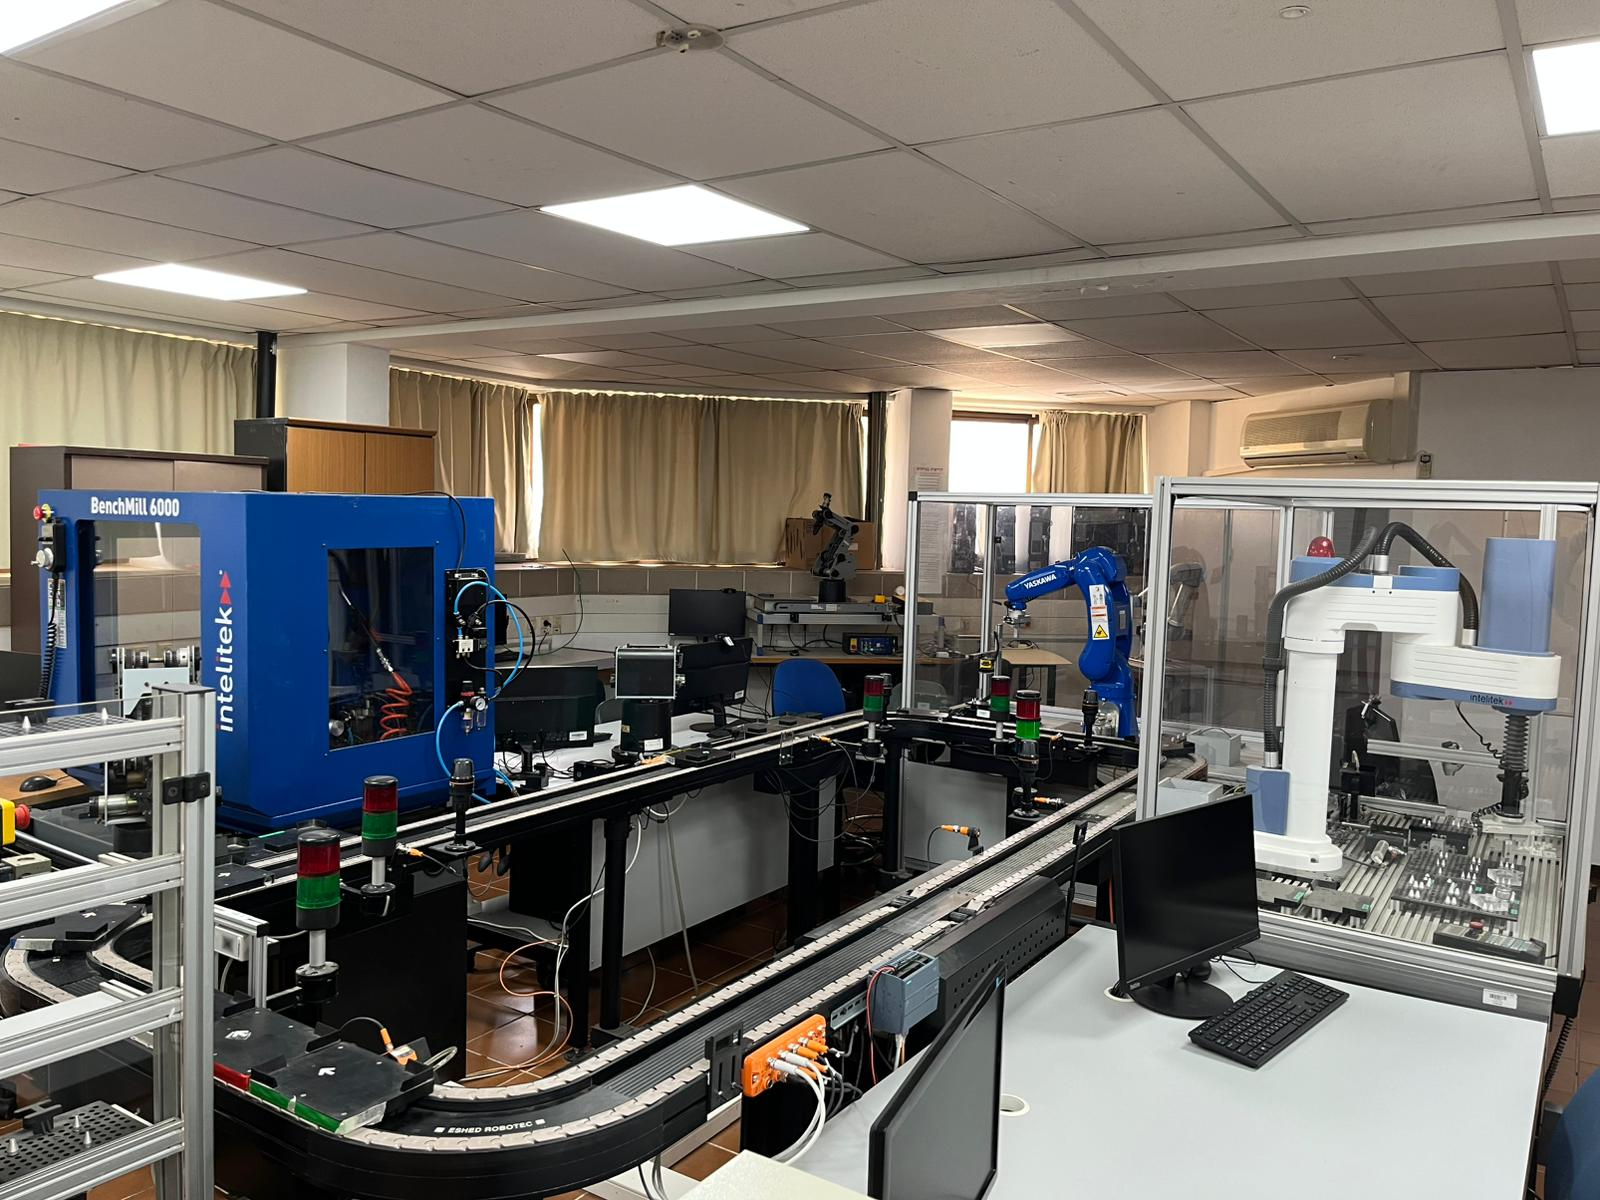 BenchMill 6000
intelitek
YASKAWA
intelitek
ESHED ROBOTEC